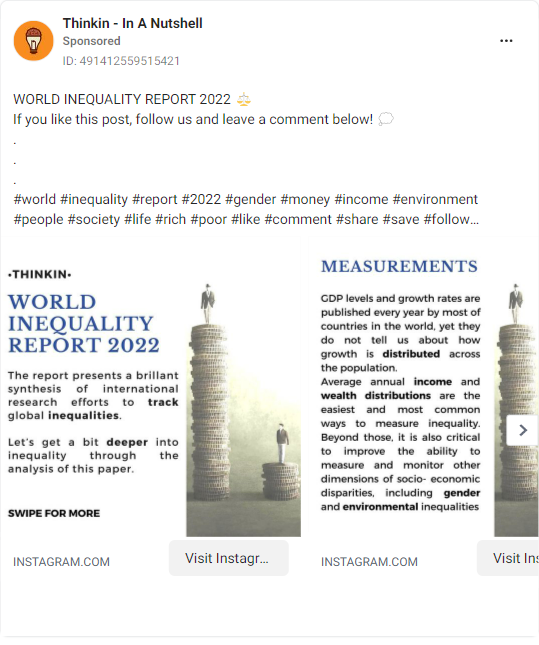 Thinkin - In A Nutshell
Sponsored
ID: 491412559515421
WORLD INEQUALITY REPORT 2022 ⚖️
If you like this post, follow us and leave a comment below! 💭
.
.
.
#world #inequality #report #2022 #gender #money #income #environment
#people #society #life #rich #poor #like #comment #share #save #follow...
•THINKIN•
WORLD
INEQUALITY
REPORT 2022
The report presents a brillant
synthesis of international
research efforts to track
global inequalities.
Let's get a bit deeper into
inequality through the
analysis of this paper.
SWIPE FOR MORE
INSTAGRAM.COM
Visit Instagr...
MEASUREMENTS
GDP levels and growth rates are
published every year by most of
countries in the world, yet they
do not tell us about how
growth is distributed across
the population.
Average annual income and
wealth distributions are the
easiest and most common
ways to measure inequality.
Beyond those, it is also critical
to improve the ability to
measure and monitor other
dimensions of socio- economic
disparities, including gender
and environmental inequalities
INSTAGRAM.COM
Visit Ins